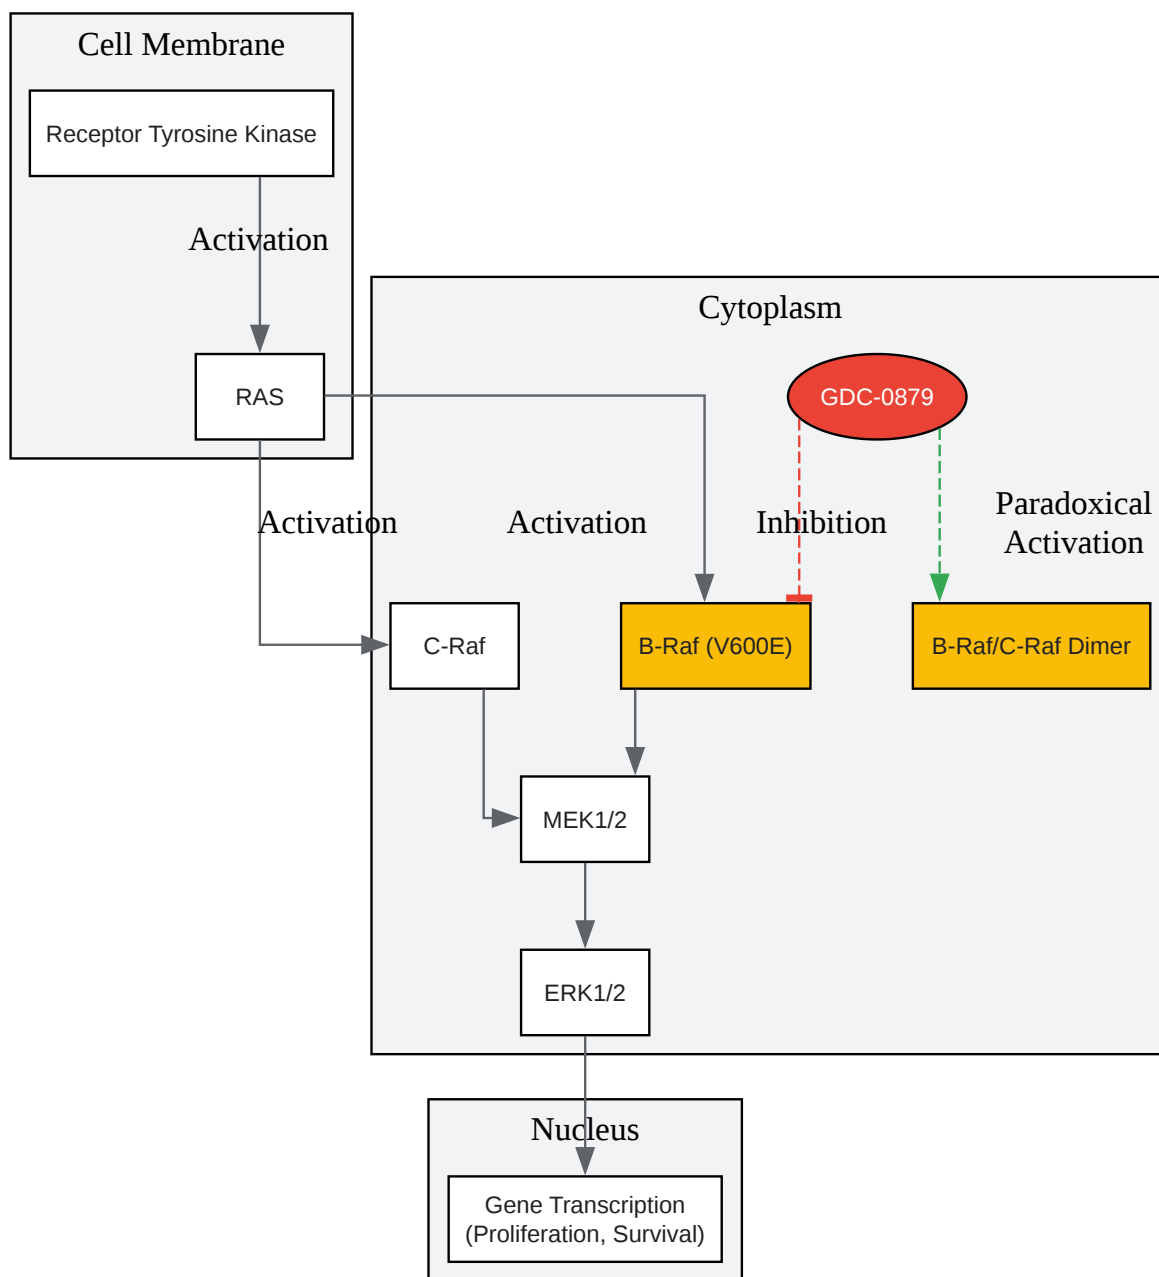 Cell Membrane
Receptor Tyrosine Kinase
Activation
Cytoplasm
RAS
GDC-0879
Activation
Activation
Inhibition
Paradoxical
Activation
C-Raf
B-Raf (V600E)
B-Raf/C-Raf Dimer
MEK1/2
ERK1/2
Nucleus
Gene Transcription
(Proliferation, Survival)